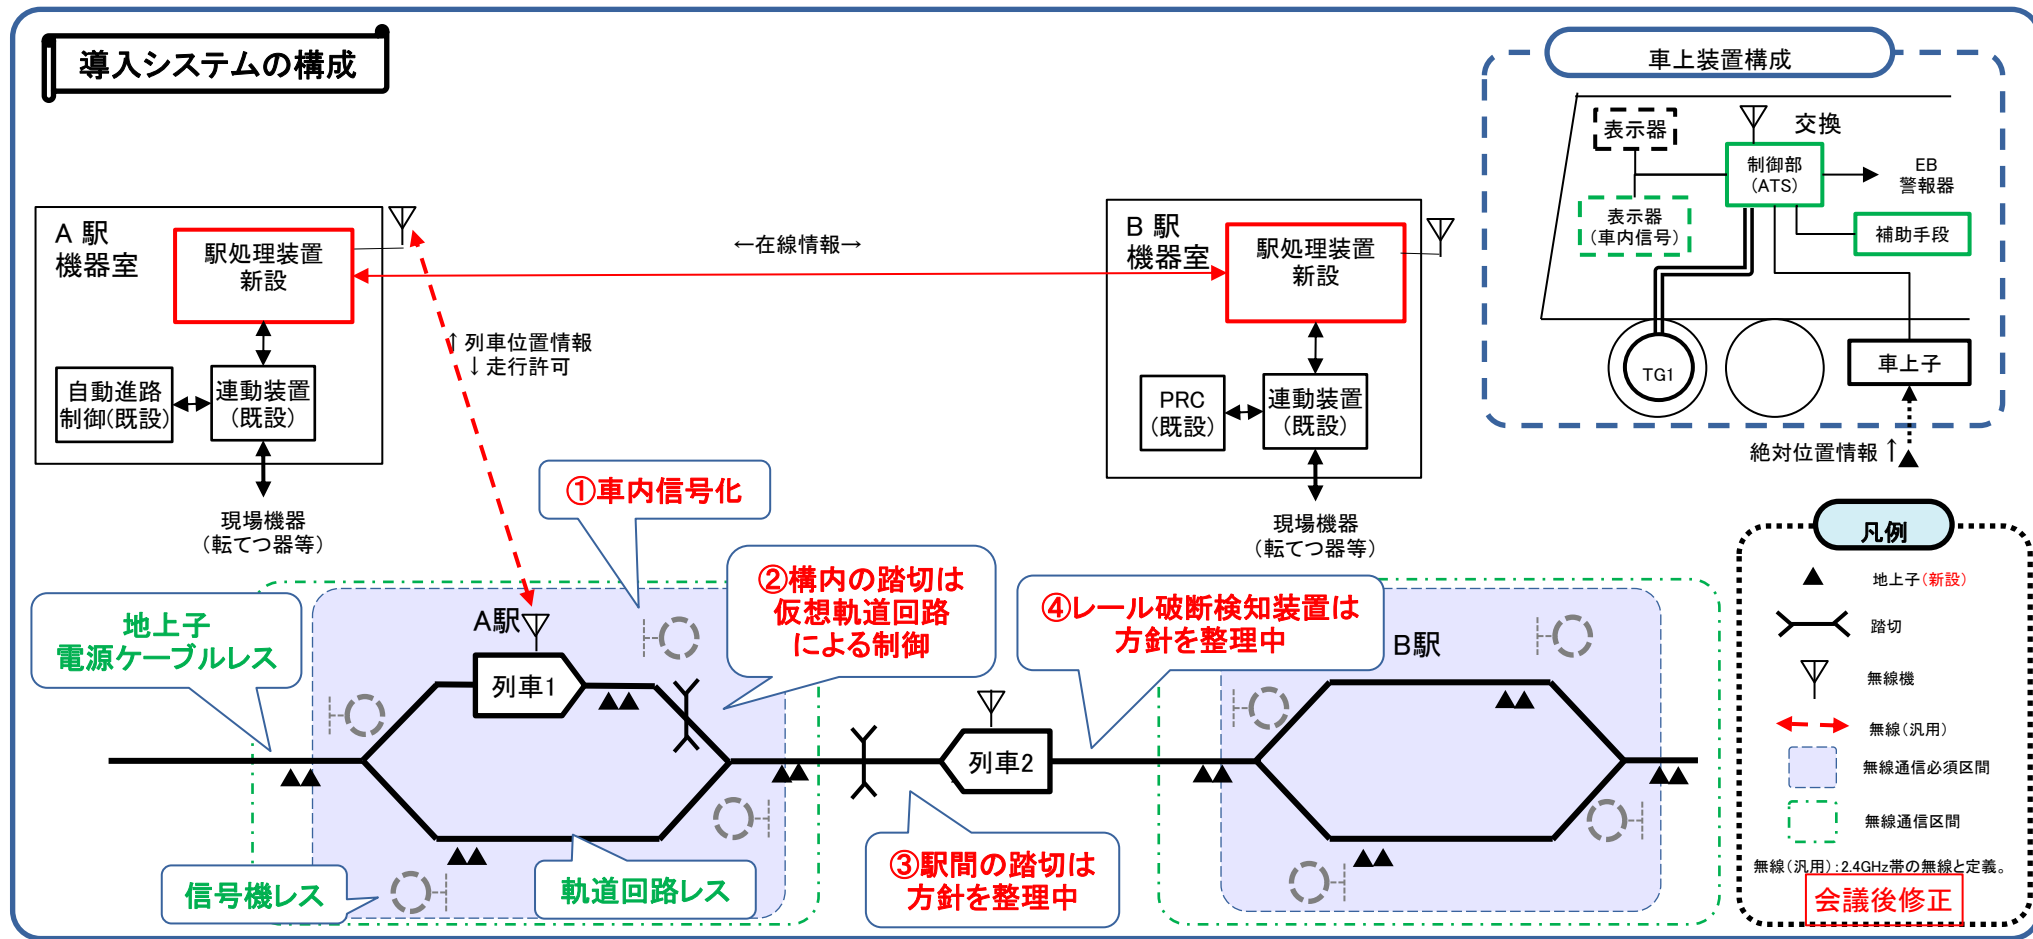 導入システムの構成
車上装置構成
表示器
交換
制御部
(ATS)
EB
警報器
表示器
(車内信号)
補助手段
TG1
車上子
絶対位置情報↑
A 駅
機器室
駅処理装置
新設
←在線情報→
B 駅
機器室
駅処理装置
新設
↑列車位置情報
↓走行許可
自動進路
制御(既設)
連動装置
(既設)
PRC
(既設)
連動装置
(既設)
現場機器
(転てつ器等)
現場機器
(転てつ器等)
①車内信号化
②構内の踏切は
仮想軌道回路
による制御
④レール破断検知装置は
方針を整理中
地上子
電源ケーブルレス
A駅
列車1
B駅
列車2
③駅間の踏切は
方針を整理中
信号機レス
軌道回路レス
凡例
地上子(新設)
踏切
無線機
無線(汎用)
無線通信必須区間
無線通信区間
無線(汎用):2.4GHz帯の無線と定義。
会議後修正